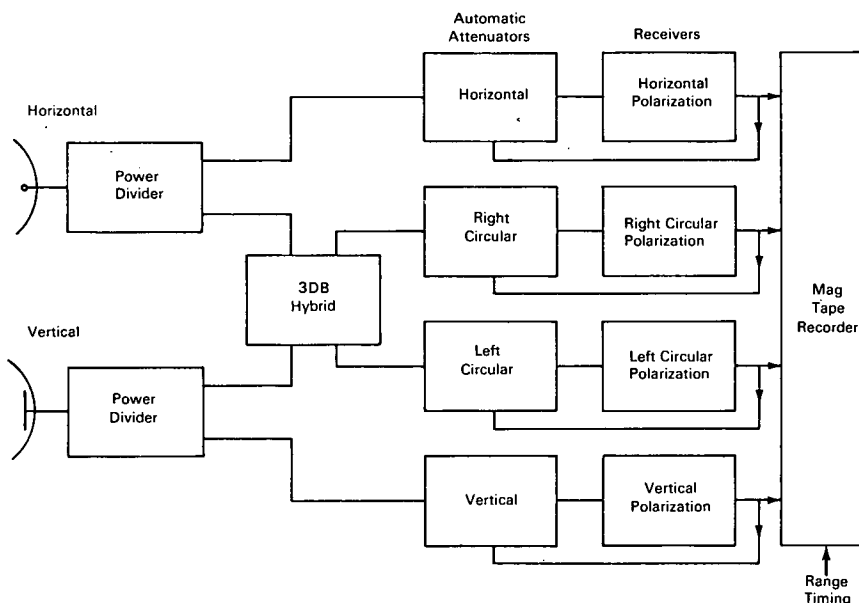 Automatic
Attenuators
Receivers
Horizontal
Power
Divider
Horizontal
Horizontal
Polarization
Right
Circular
Right Circular
Polarization
3DB
Hybrid
Mag
Tape
Recorder
Vertical
Power
Divider
Left
Circular
Left Circular
Polarization
Vertical
Vertical
Polarization
Range
Timing